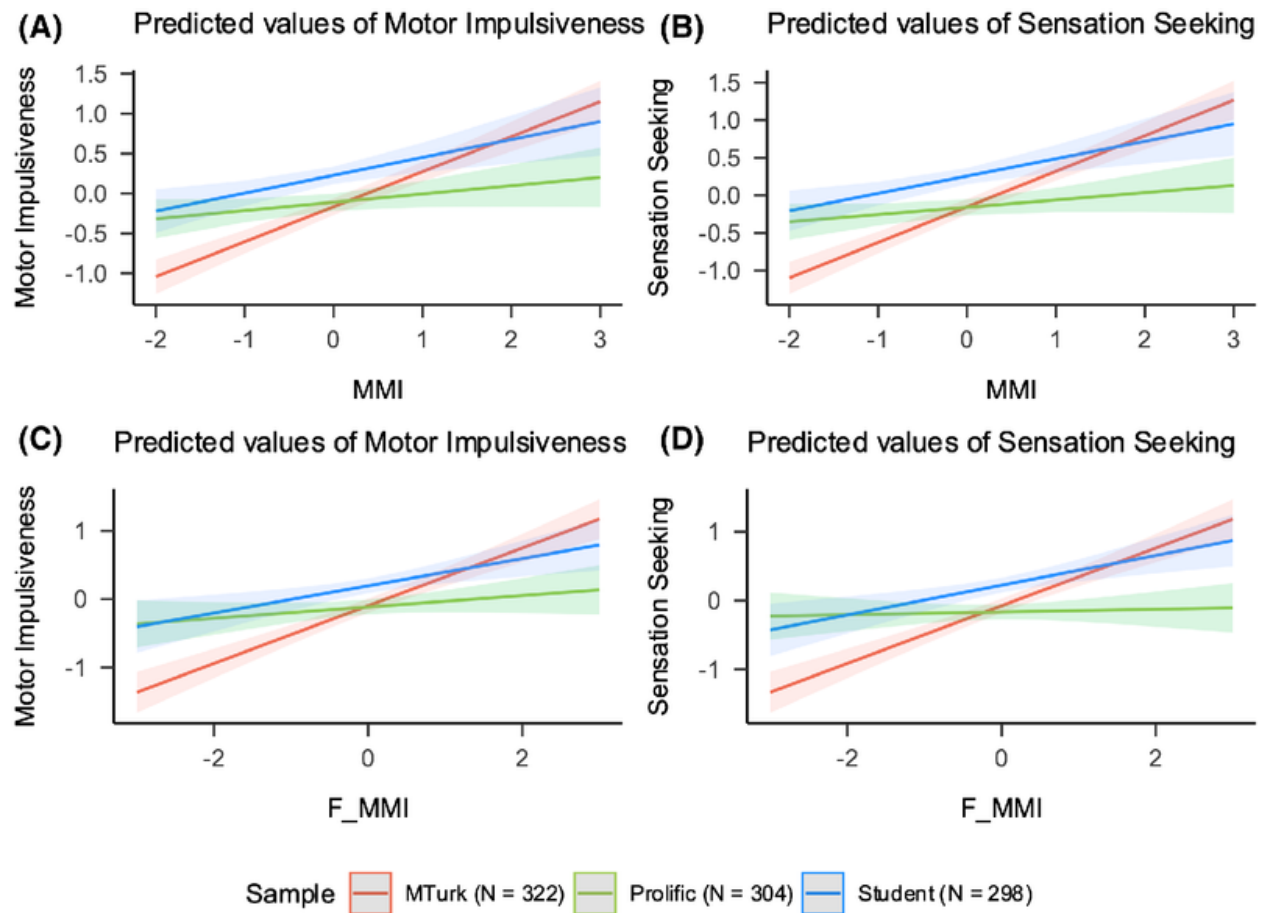 (A) Predicted values of Motor Impulsiveness
Motor Impulsiveness
1.5
1.0
0.5
0.0
-0.5
-1.0
-2 -1 0 1 2 3
MMI
(B) Predicted values of Sensation Seeking
Sensation Seeking
1.5
1.0
0.5
0.0
-0.5
-1.0
-2 -1 0 1 2 3
MMI
(C) Predicted values of Motor Impulsiveness
Motor Impulsiveness
1
0
-1
-2 0 2
F_MMI
(D) Predicted values of Sensation Seeking
Sensation Seeking
1
0
-1
-2 0 2
F_MMI
Sample MTurk (N = 322) Prolific (N = 304) Student (N = 298)